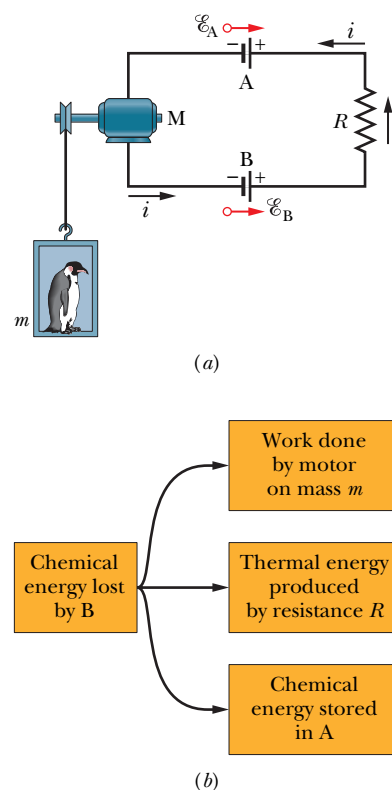 ℰA
− +
i
A
M
R
B
− +
i
ℰB
m
(a)
Work done
by motor
on mass m
Chemical
energy lost
by B
Thermal energy
produced
by resistance R
Chemical
energy stored
in A
(b)